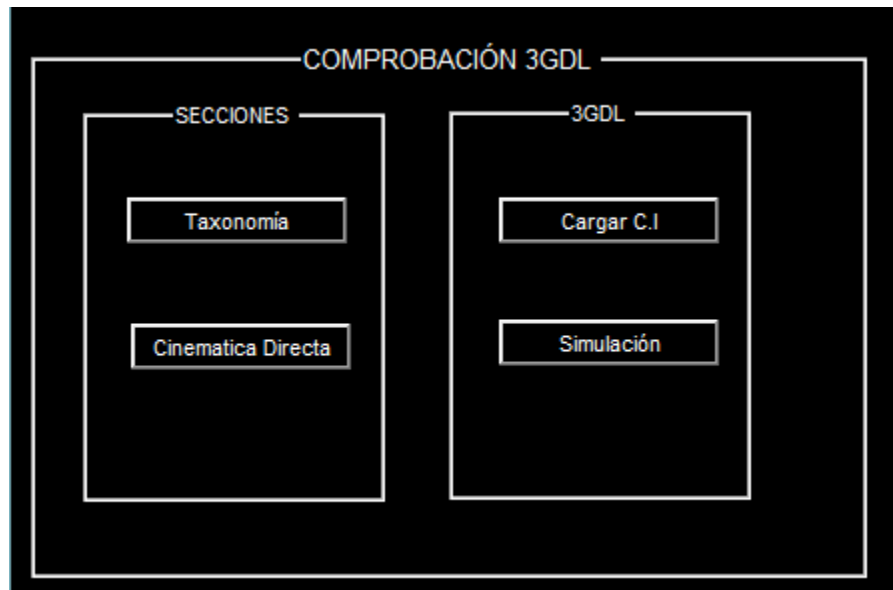 COMPROBACIÓN 3GDL
SECCIONES
Taxonomía
Cinematica Directa
3GDL
Cargar C.I
Simulación